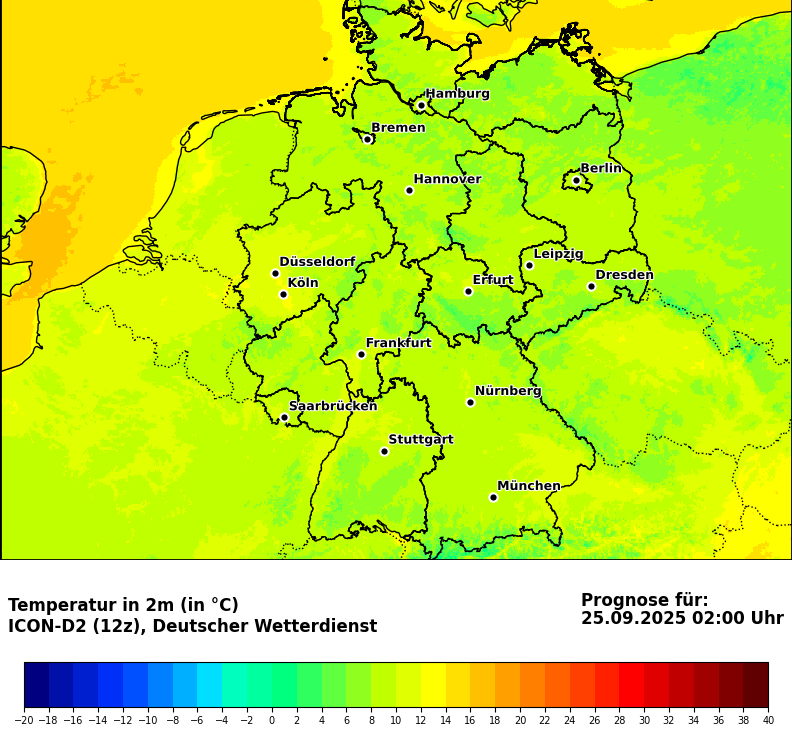 Hamburg
Bremen
Berlin
Hannover
Leipzig
Düsseldorf
Dresden
Erfurt
Köln
Frankfurt
Nürnberg
Saarbrücken
Stuttgart
München
Temperatur in 2m (in °C)
ICON-D2 (12z), Deutscher Wetterdienst
Prognose für:
25.09.2025 02:00 Uhr
−20 −18 −16 −14 −12 −10 −8 −6 −4 −2 0 2 4 6 8 10 12 14 16 18 20 22 24 26 28 30 32 34 36 38 40